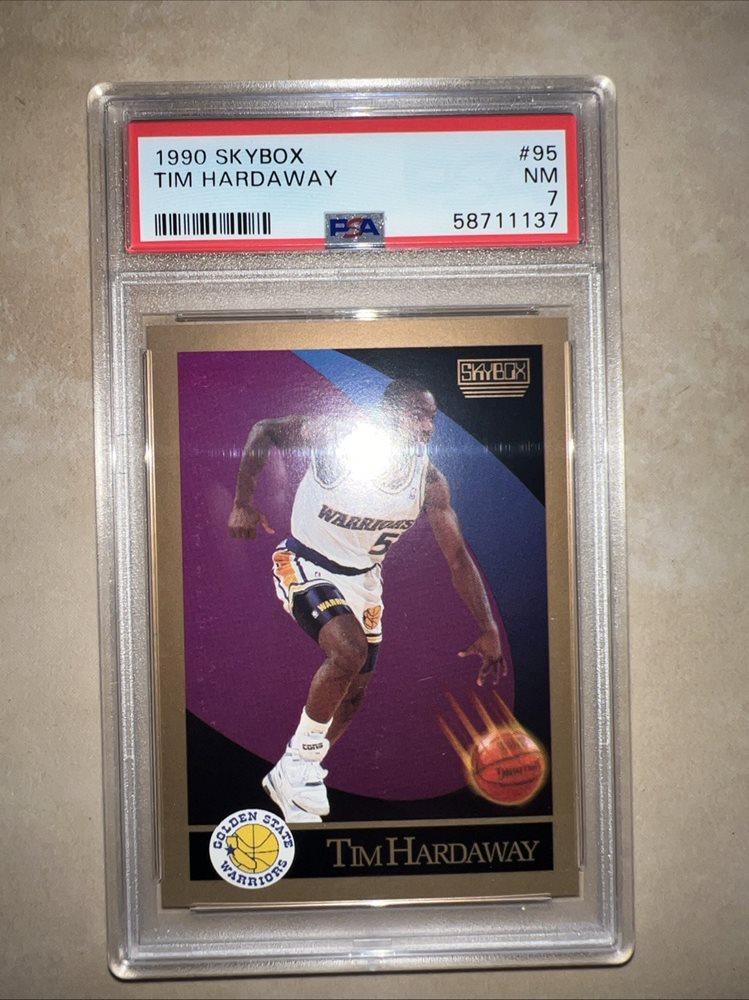 1990 SKYBOX #95
TIM HARDAWAY NM
7
PSA 58711137
SKYBOX
WARRIORS
5
GOLDEN STATE
WARRIORS
TIM HARDAWAY